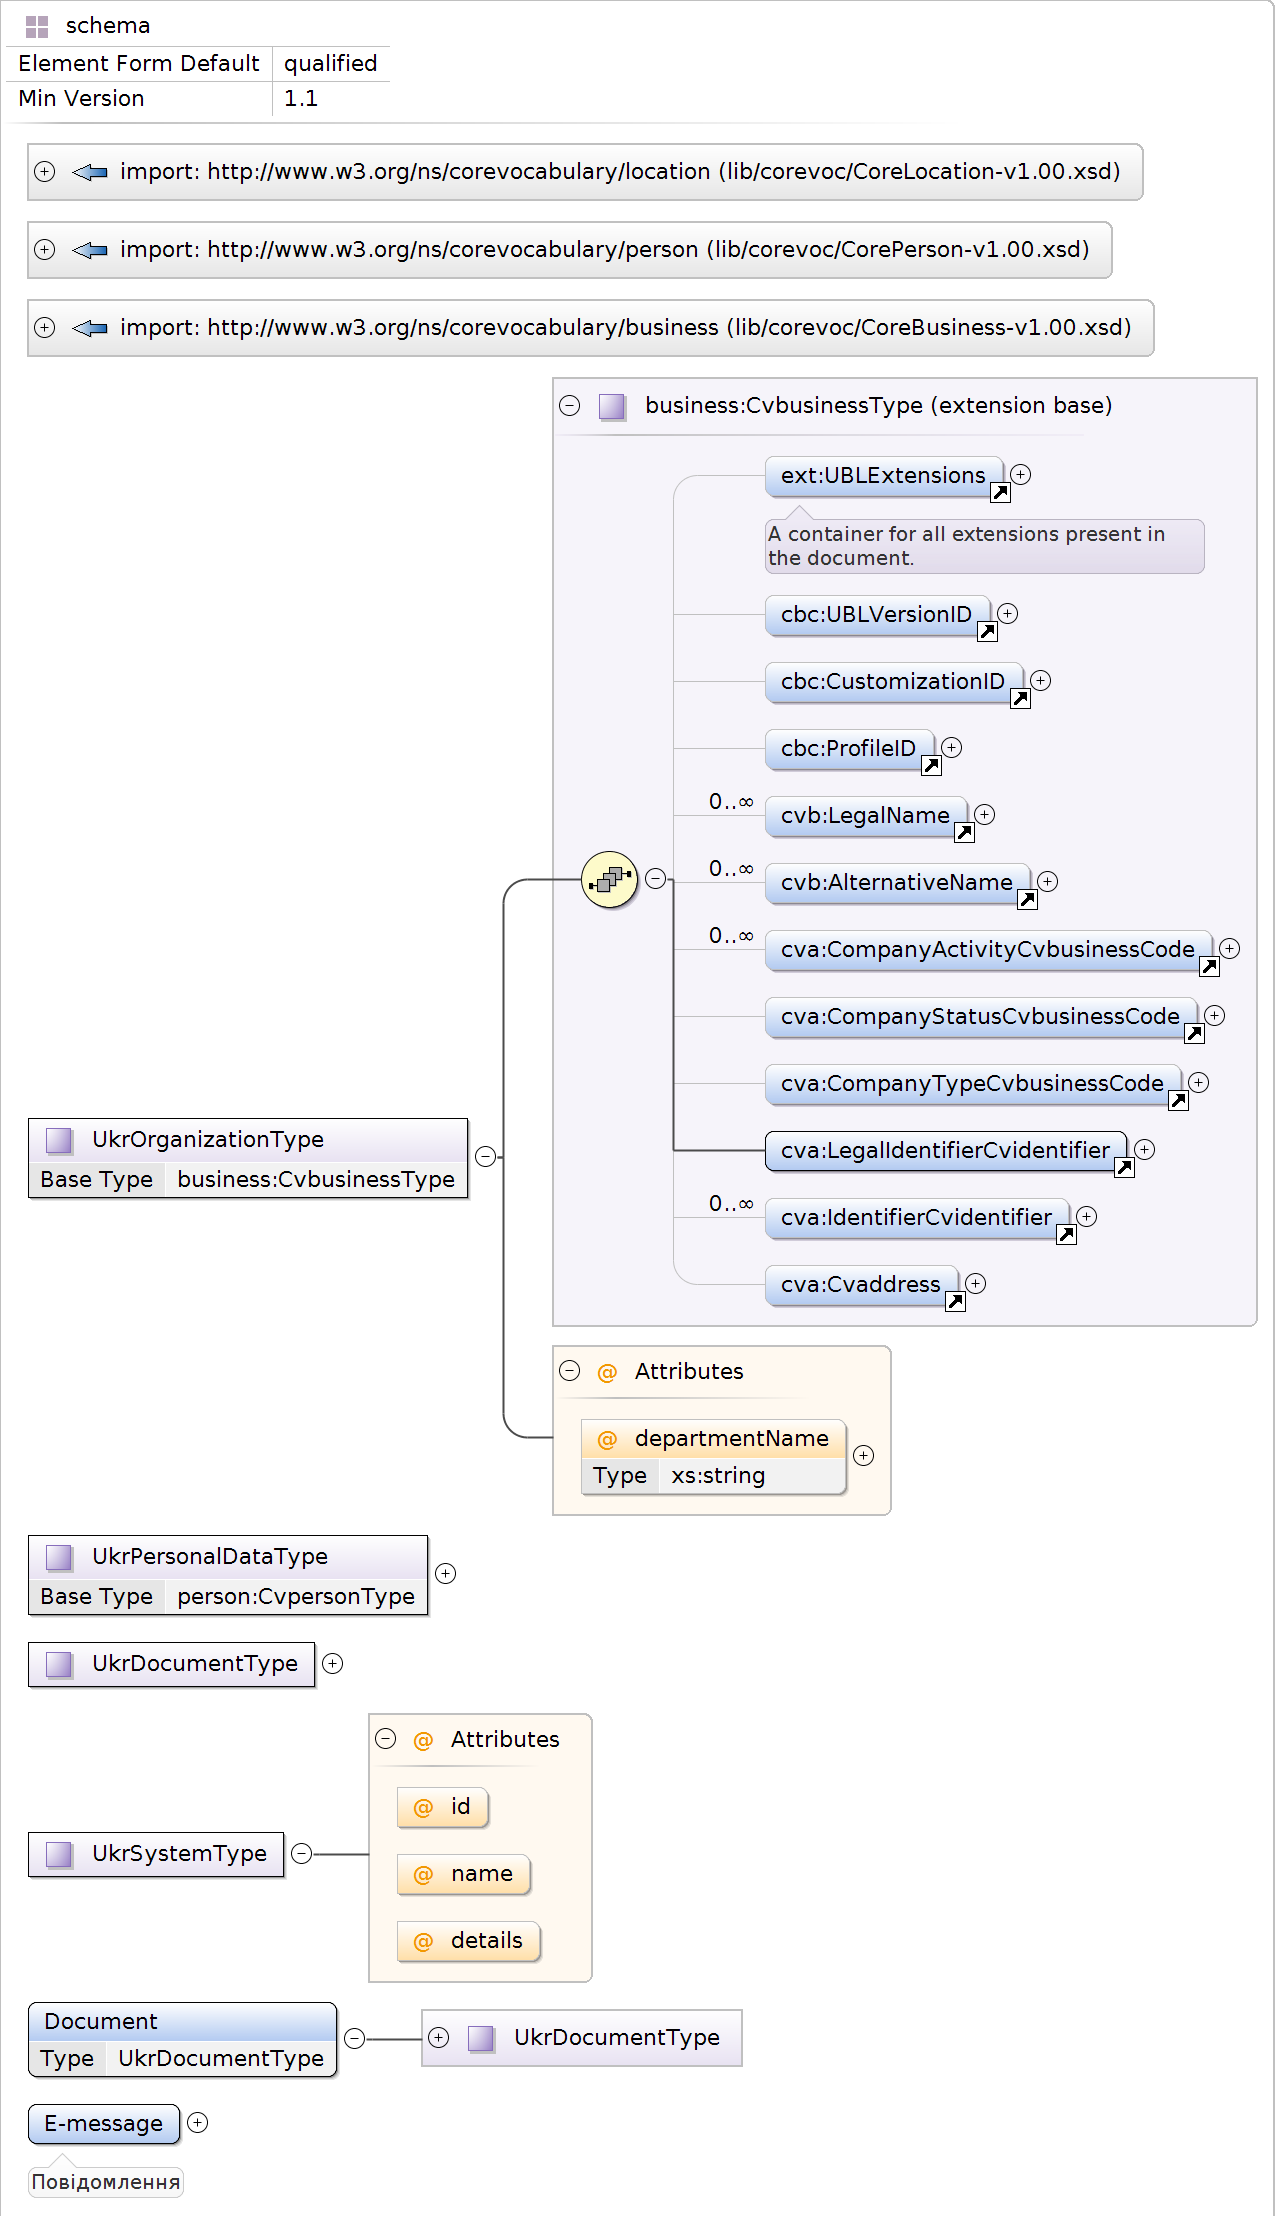 schema
Element Form Default qualified
Min Version 1.1
import: http://www.w3.org/ns/corevocabulary/location (lib/corevoc/CoreLocation-v1.00.xsd)
import: http://www.w3.org/ns/corevocabulary/person (lib/corevoc/CorePerson-v1.00.xsd)
import: http://www.w3.org/ns/corevocabulary/business (lib/corevoc/CoreBusiness-v1.00.xsd)
business:CvbusinessType (extension base)
ext:UBLExtensions
A container for all extensions present in
the document.
cbc:UBLVersionID
cbc:CustomizationID
cbc:ProfileID
0..∞
cvb:LegalName
0..∞
cvb:AlternativeName
0..∞
cva:CompanyActivityCvbusinessCode
cva:CompanyStatusCvbusinessCode
cva:CompanyTypeCvbusinessCode
UkrOrganizationType
Base Type business:CvbusinessType
cva:LegalIdentifierCvidentifier
0..∞
cva:IdentifierCvidentifier
cva:Cvaddress
@ Attributes
@ departmentName
Type xs:string
UkrPersonalDataType
Base Type person:CvpersonType
UkrDocumentType
@ Attributes
@ id
UkrSystemType
@ name
@ details
Document
Type UkrDocumentType
UkrDocumentType
E-message
Повідомлення